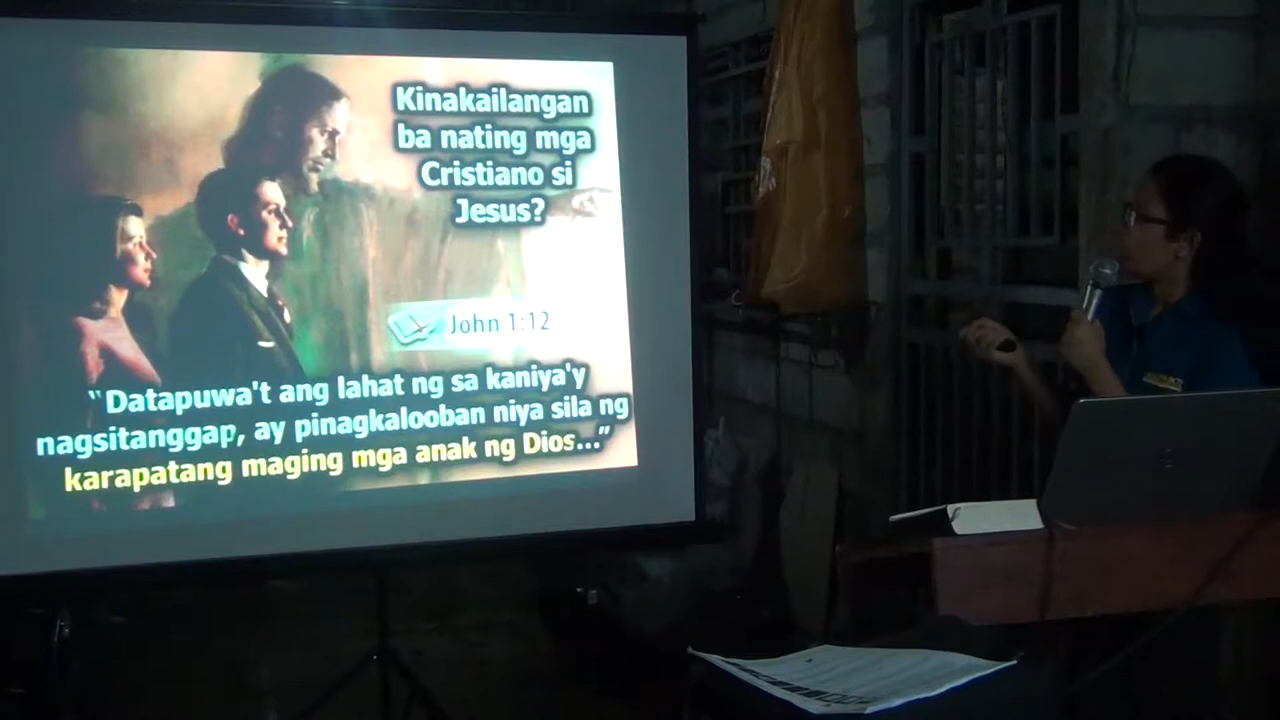 Kinakailangan
ba nating mga
Cristiano si
Jesus?
John 1:12
“Datapuwa't ang lahat ng sa kaniya'y
nagsitanggap, ay pinagkalooban niya sila ng
karapatang maging mga anak ng Dios...”